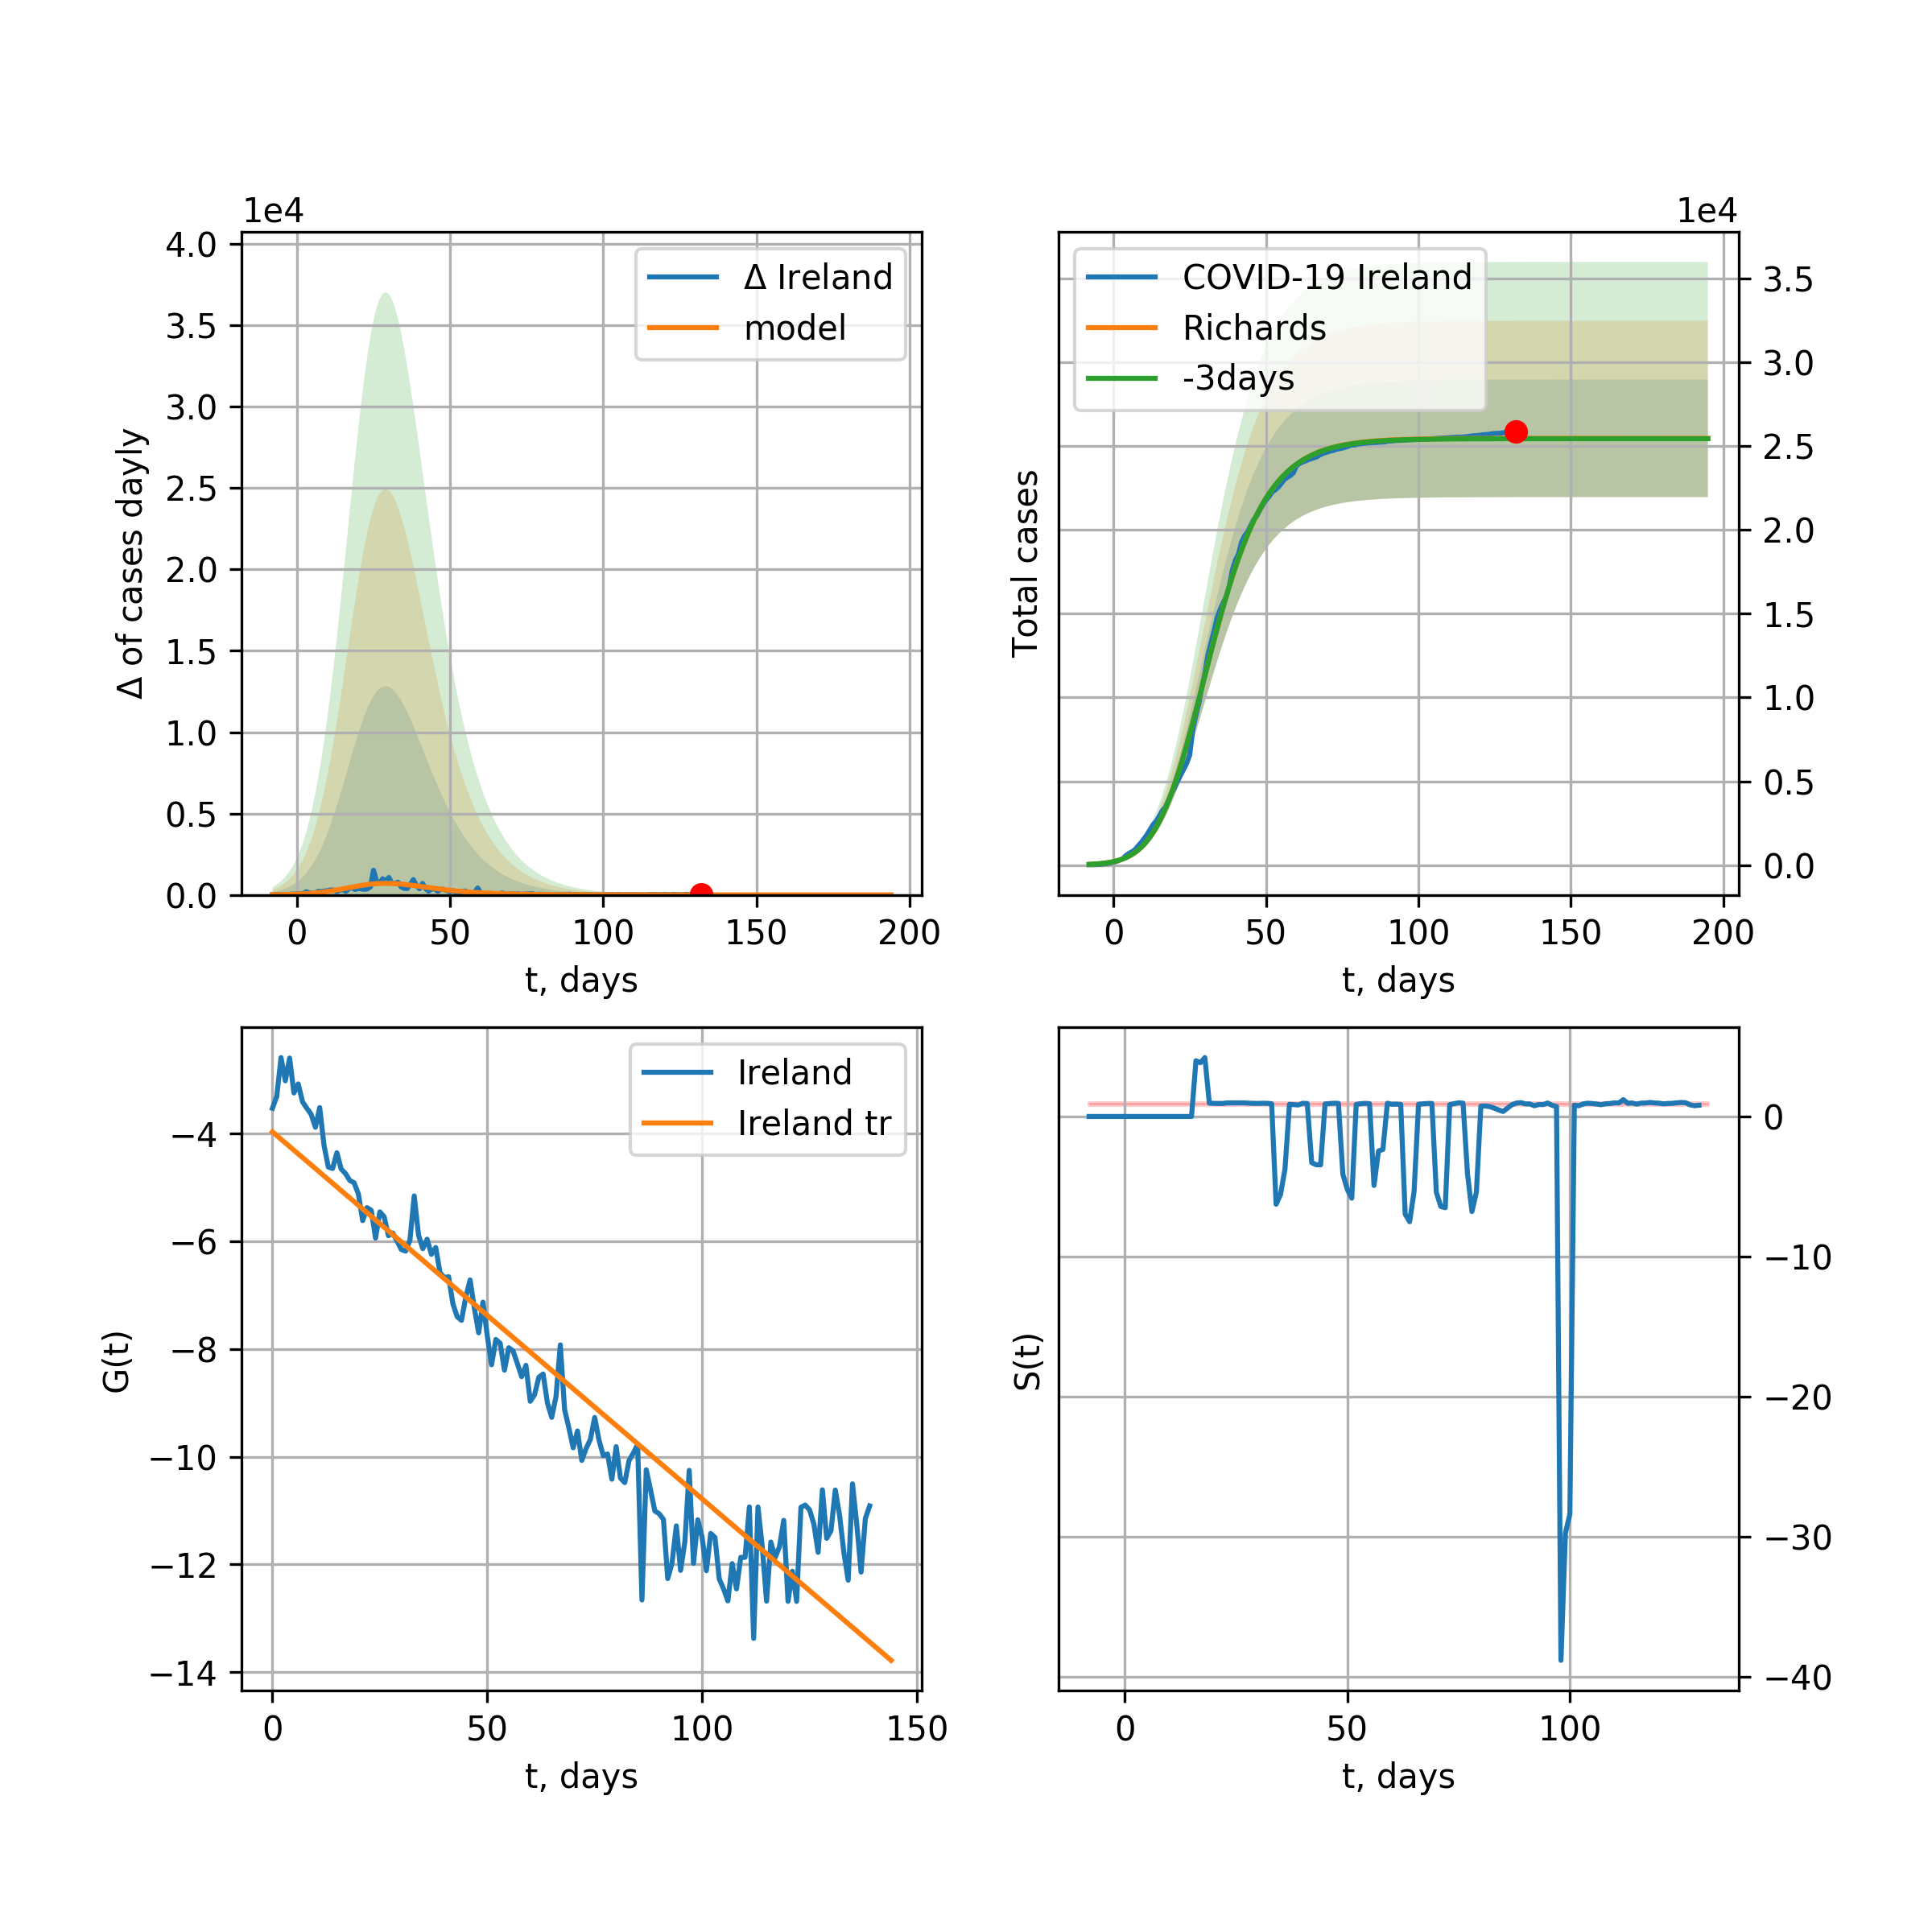 1e4
4.0
3.5
3.0
2.5
2.0
1.5
1.0
0.5
0.0
Δ of cases dayly
Δ Ireland
model
0 50 100 150 200
t, days
1e4
COVID-19 Ireland
Richards
-3days
Total cases
3.5
3.0
2.5
2.0
1.5
1.0
0.5
0.0
0 50 100 150 200
t, days
Ireland
Ireland tr
G(t)
−4
−6
−8
−10
−12
−14
0 50 100 150
t, days
S(t)
0
−10
−20
−30
−40
0 50 100
t, days